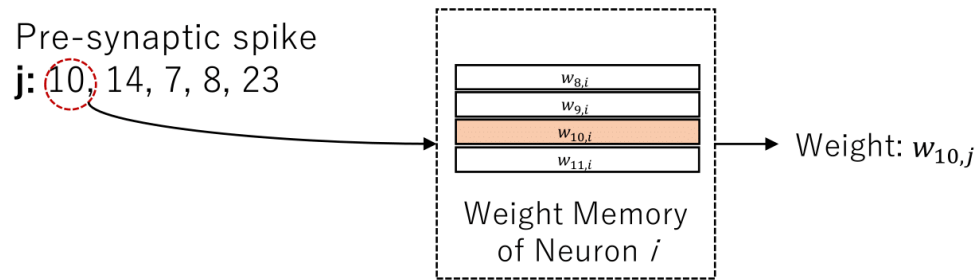 Pre-synaptic spike
j: 10, 14, 7, 8, 23
w8,i
w9,i
w10,i
w11,i
Weight Memory
of Neuron i
Weight: w10,j